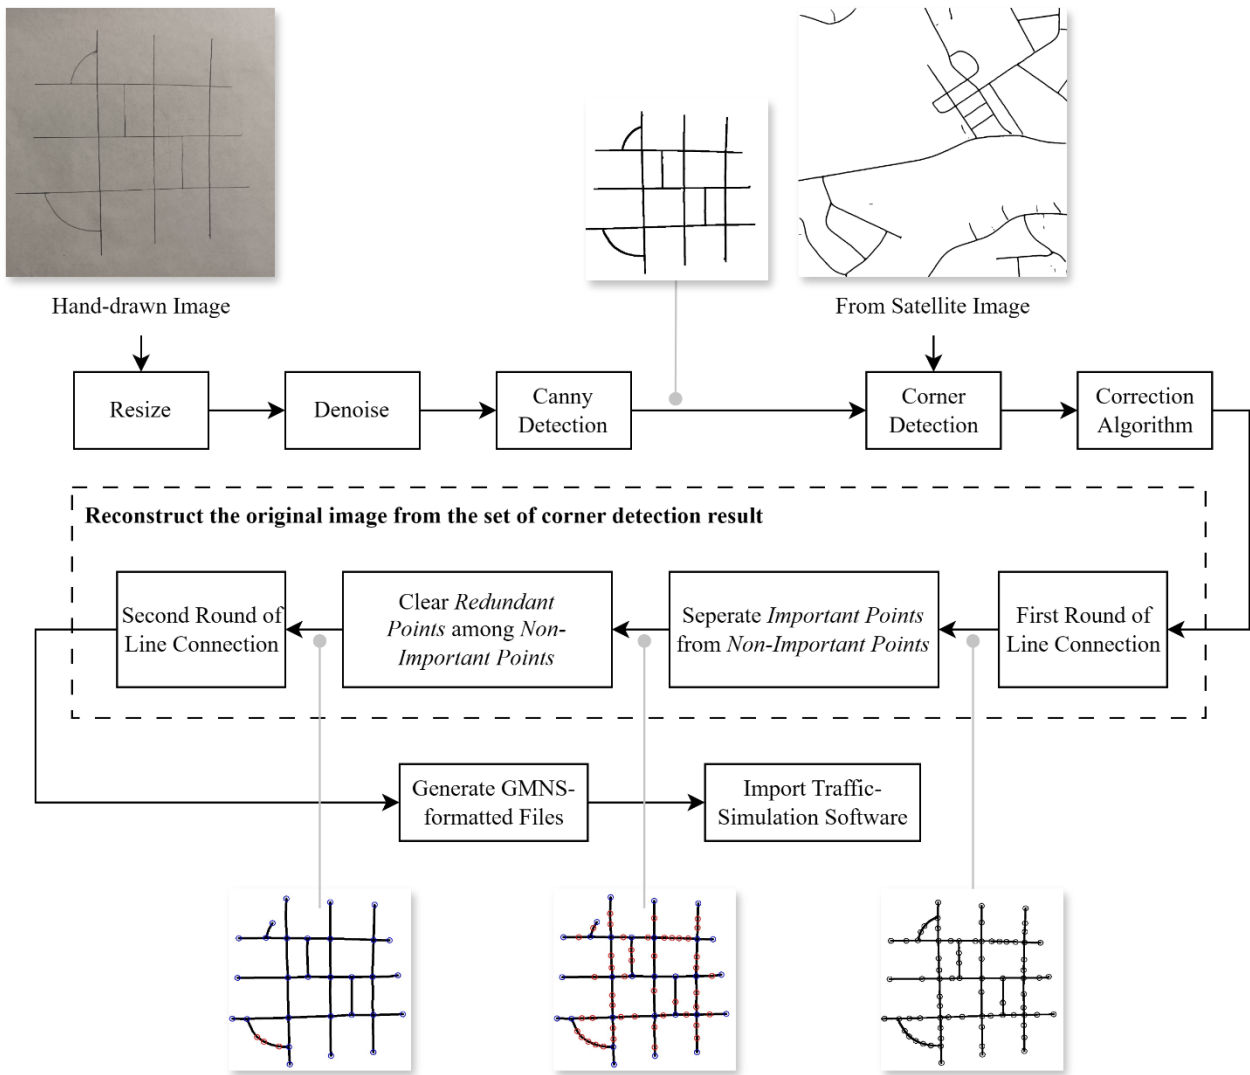 Hand-drawn Image
From Satellite Image
Resize
Denoise
Canny
Detection
Corner
Detection
Correction
Algorithm
Reconstruct the original image from the set of corner detection result
First Round of
Line Connection
Seperate Important Points
from Non-Important Points
Clear Redundant
Points among Non-
Important Points
Second Round of
Line Connection
Generate GMNS-
formatted Files
Import Traffic-
Simulation Software